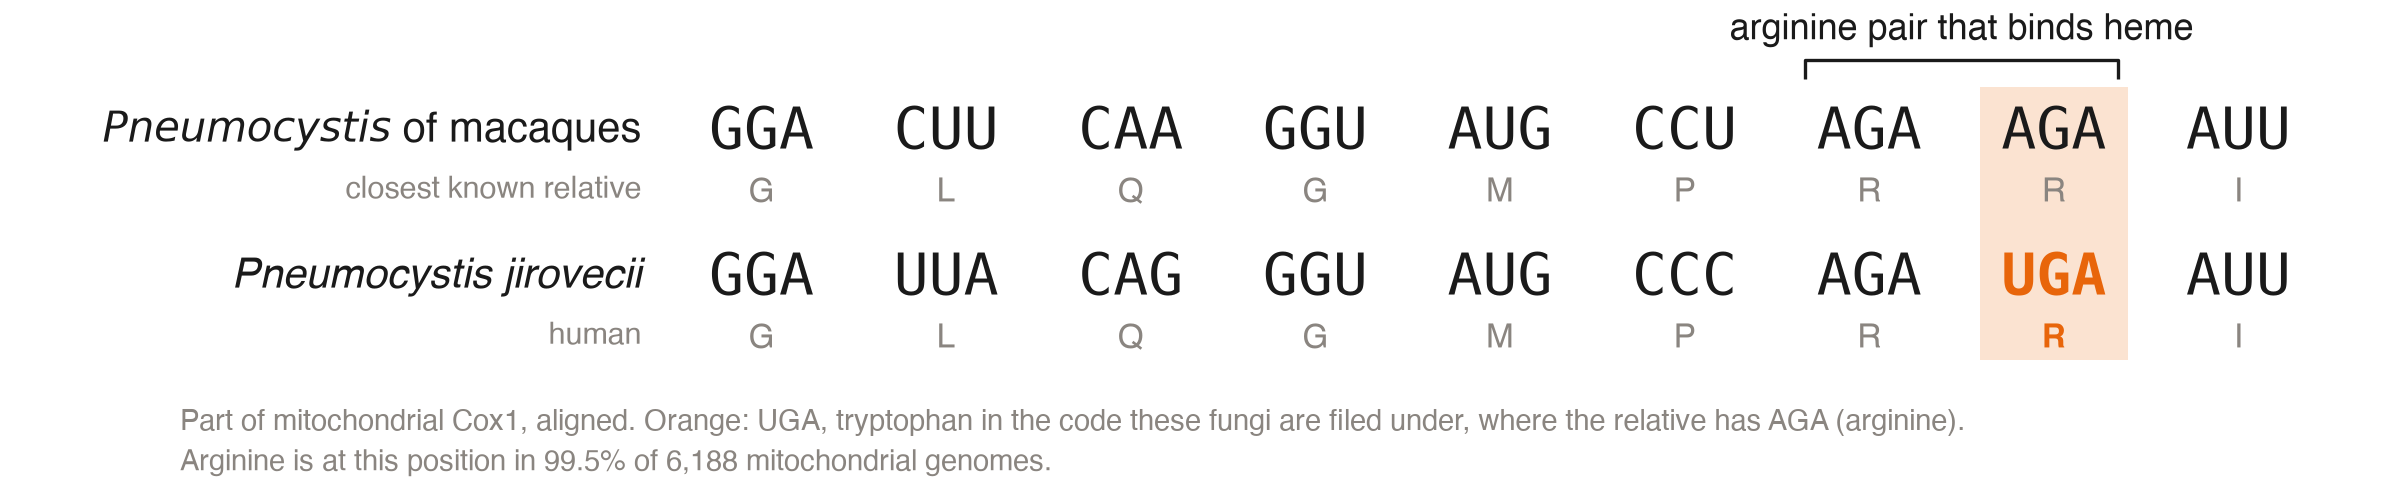 arginine pair that binds heme
Pneumocystis of macaques GGA CUU CAA GGU AUG CCU AGA AGA AUU
closest known relative G L Q G M P R R I
Pneumocystis jirovecii GGA UUA CAG GGU AUG CCC AGA UGA AUU
human G L Q G M P R R I
Part of mitochondrial Cox1, aligned. Orange: UGA, tryptophan in the code these fungi are filed under, where the relative has AGA (arginine).
Arginine is at this position in 99.5% of 6,188 mitochondrial genomes.